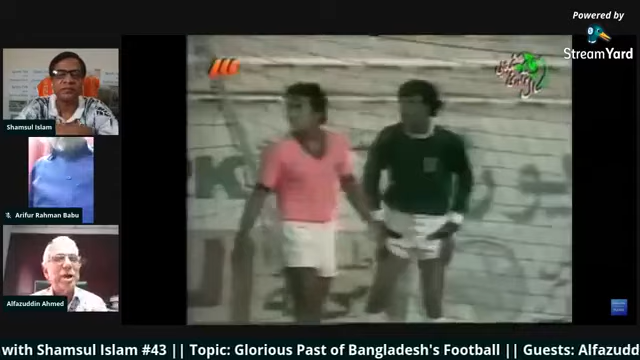 Powered by
StreamYard
Shamsul Islam
Arifur Rahman Babu
Alfazuddin Ahmed
with Shamsul Islam #43 || Topic: Glorious Past of Bangladesh's Football || Guests: Alfazudd